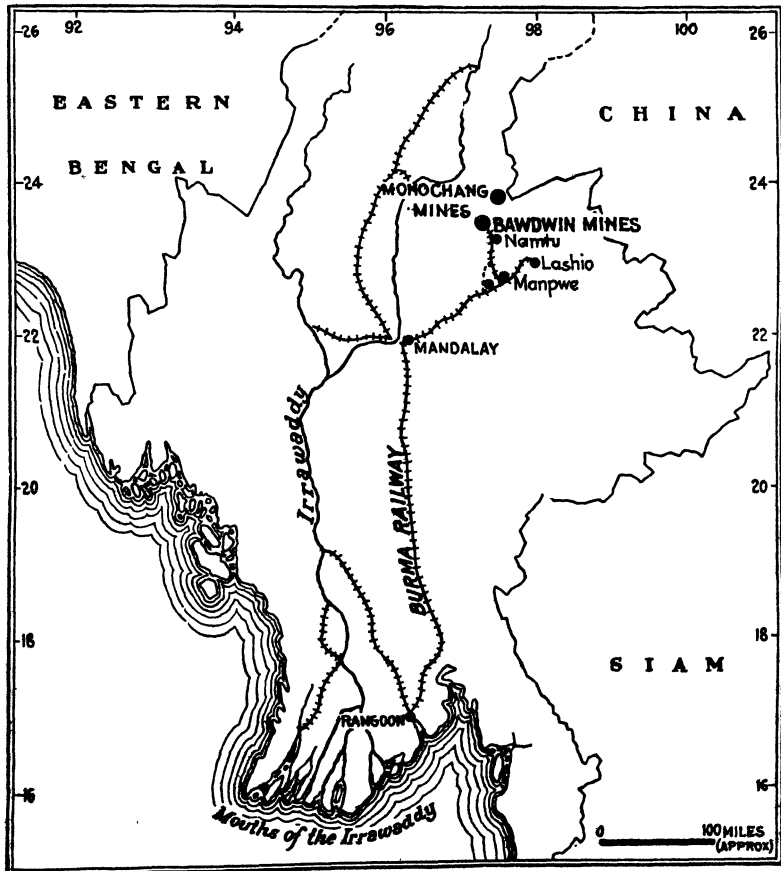 92 94 96 98 100
26 26
EASTERN
BENGAL
CHINA
24 24
MOHOCHANG
MINES
BAWDWIN MINES
Namtu
Lashio
Manpwe
22 22
MANDALAY
Irrawaddy
BURMA RAILWAY
20 20
18 18
SIAM
RANGOON
16 16
Mouths of the Irrawaddy
0 100 MILES
(APPROX)